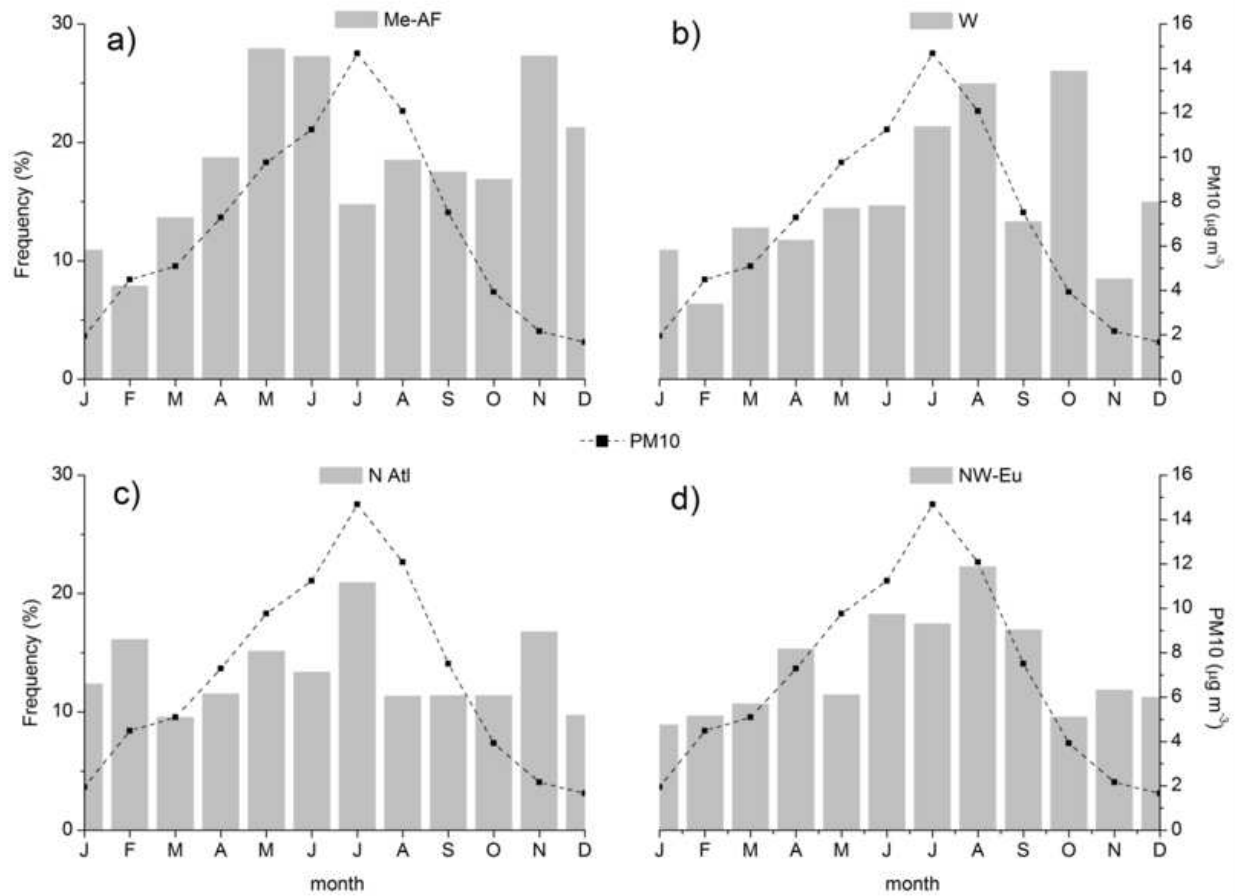 a)
Me-AF
b)
W
30
20
10
0
Frequency (%)
16
14
12
10
8
6
4
2
0
PM10 (µg m-3)
J F M A M J J A S O N D
J F M A M J J A S O N D
PM10
c)
N Atl
d)
NW-Eu
30
20
10
0
Frequency (%)
16
14
12
10
8
6
4
2
0
PM10 (µg m-3)
J F M A M J J A S O N D
J F M A M J J A S O N D
month
month